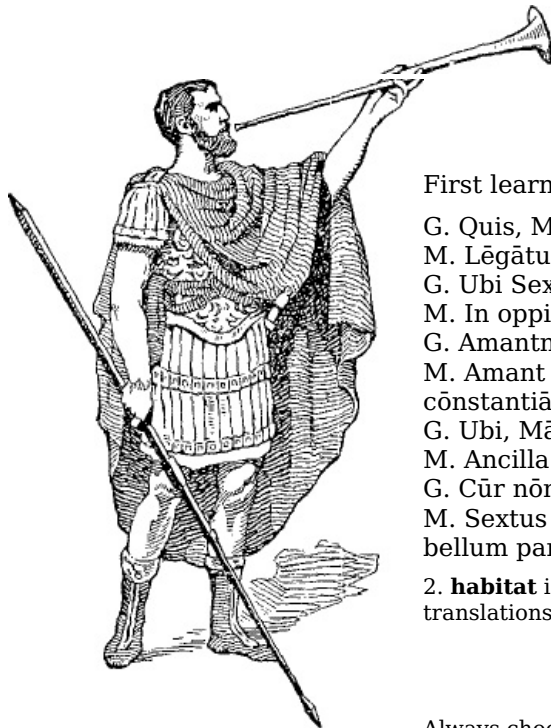 First learn
G. Quis, M
M. Lēgātu
G. Ubi Sex
M. In oppi
G. Amantn
M. Amant
cōnstantiā
G. Ubi, Mā
M. Ancilla
G. Cūr nōn
M. Sextus
bellum par
2. habitat i
translations
Always choo